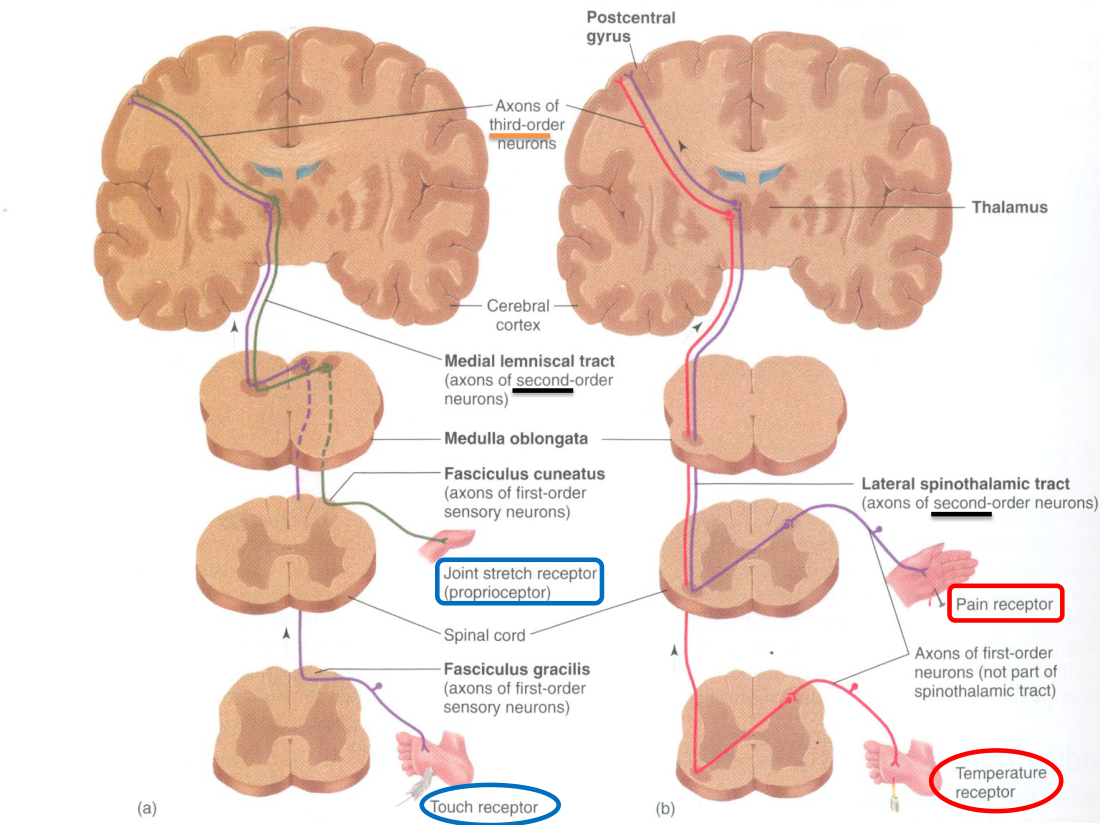 Postcentral
gyrus
Axons of
third-order
neurons
Thalamus
Cerebral
cortex
Medial lemniscal tract
(axons of second-order
neurons)
Medulla oblongata
Fasciculus cuneatus
(axons of first-order
sensory neurons)
Lateral spinothalamic tract
(axons of second-order neurons)
Joint stretch receptor
(proprioceptor)
Pain receptor
Spinal cord
Axons of first-order
neurons (not part of
spinothalamic tract)
Fasciculus gracilis
(axons of first-order
sensory neurons)
Temperature
receptor
Touch receptor
(a)
(b)